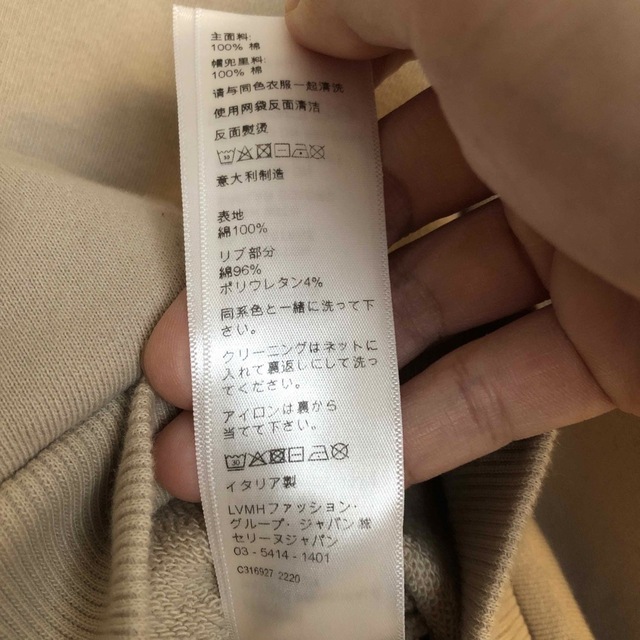 主面料:
100% 棉
帽兜里料:
100% 棉
请与同色衣服一起清洗
使用网袋反面清洁
反面熨烫
30
意大利制造
表地
綿100%
リブ部分
綿96%
ポリウレタン4%
同系色と一緒に洗って下
さい。
クリーニングはネットに
入れて裏返しにして洗っ
てください。
アイロンは裏から
当てて下さい。
30
イタリア製
LVMHファッション・
グループ・ジャパン ㈱
セリーヌジャパン
03 - 5414 - 1401
C316927 2220